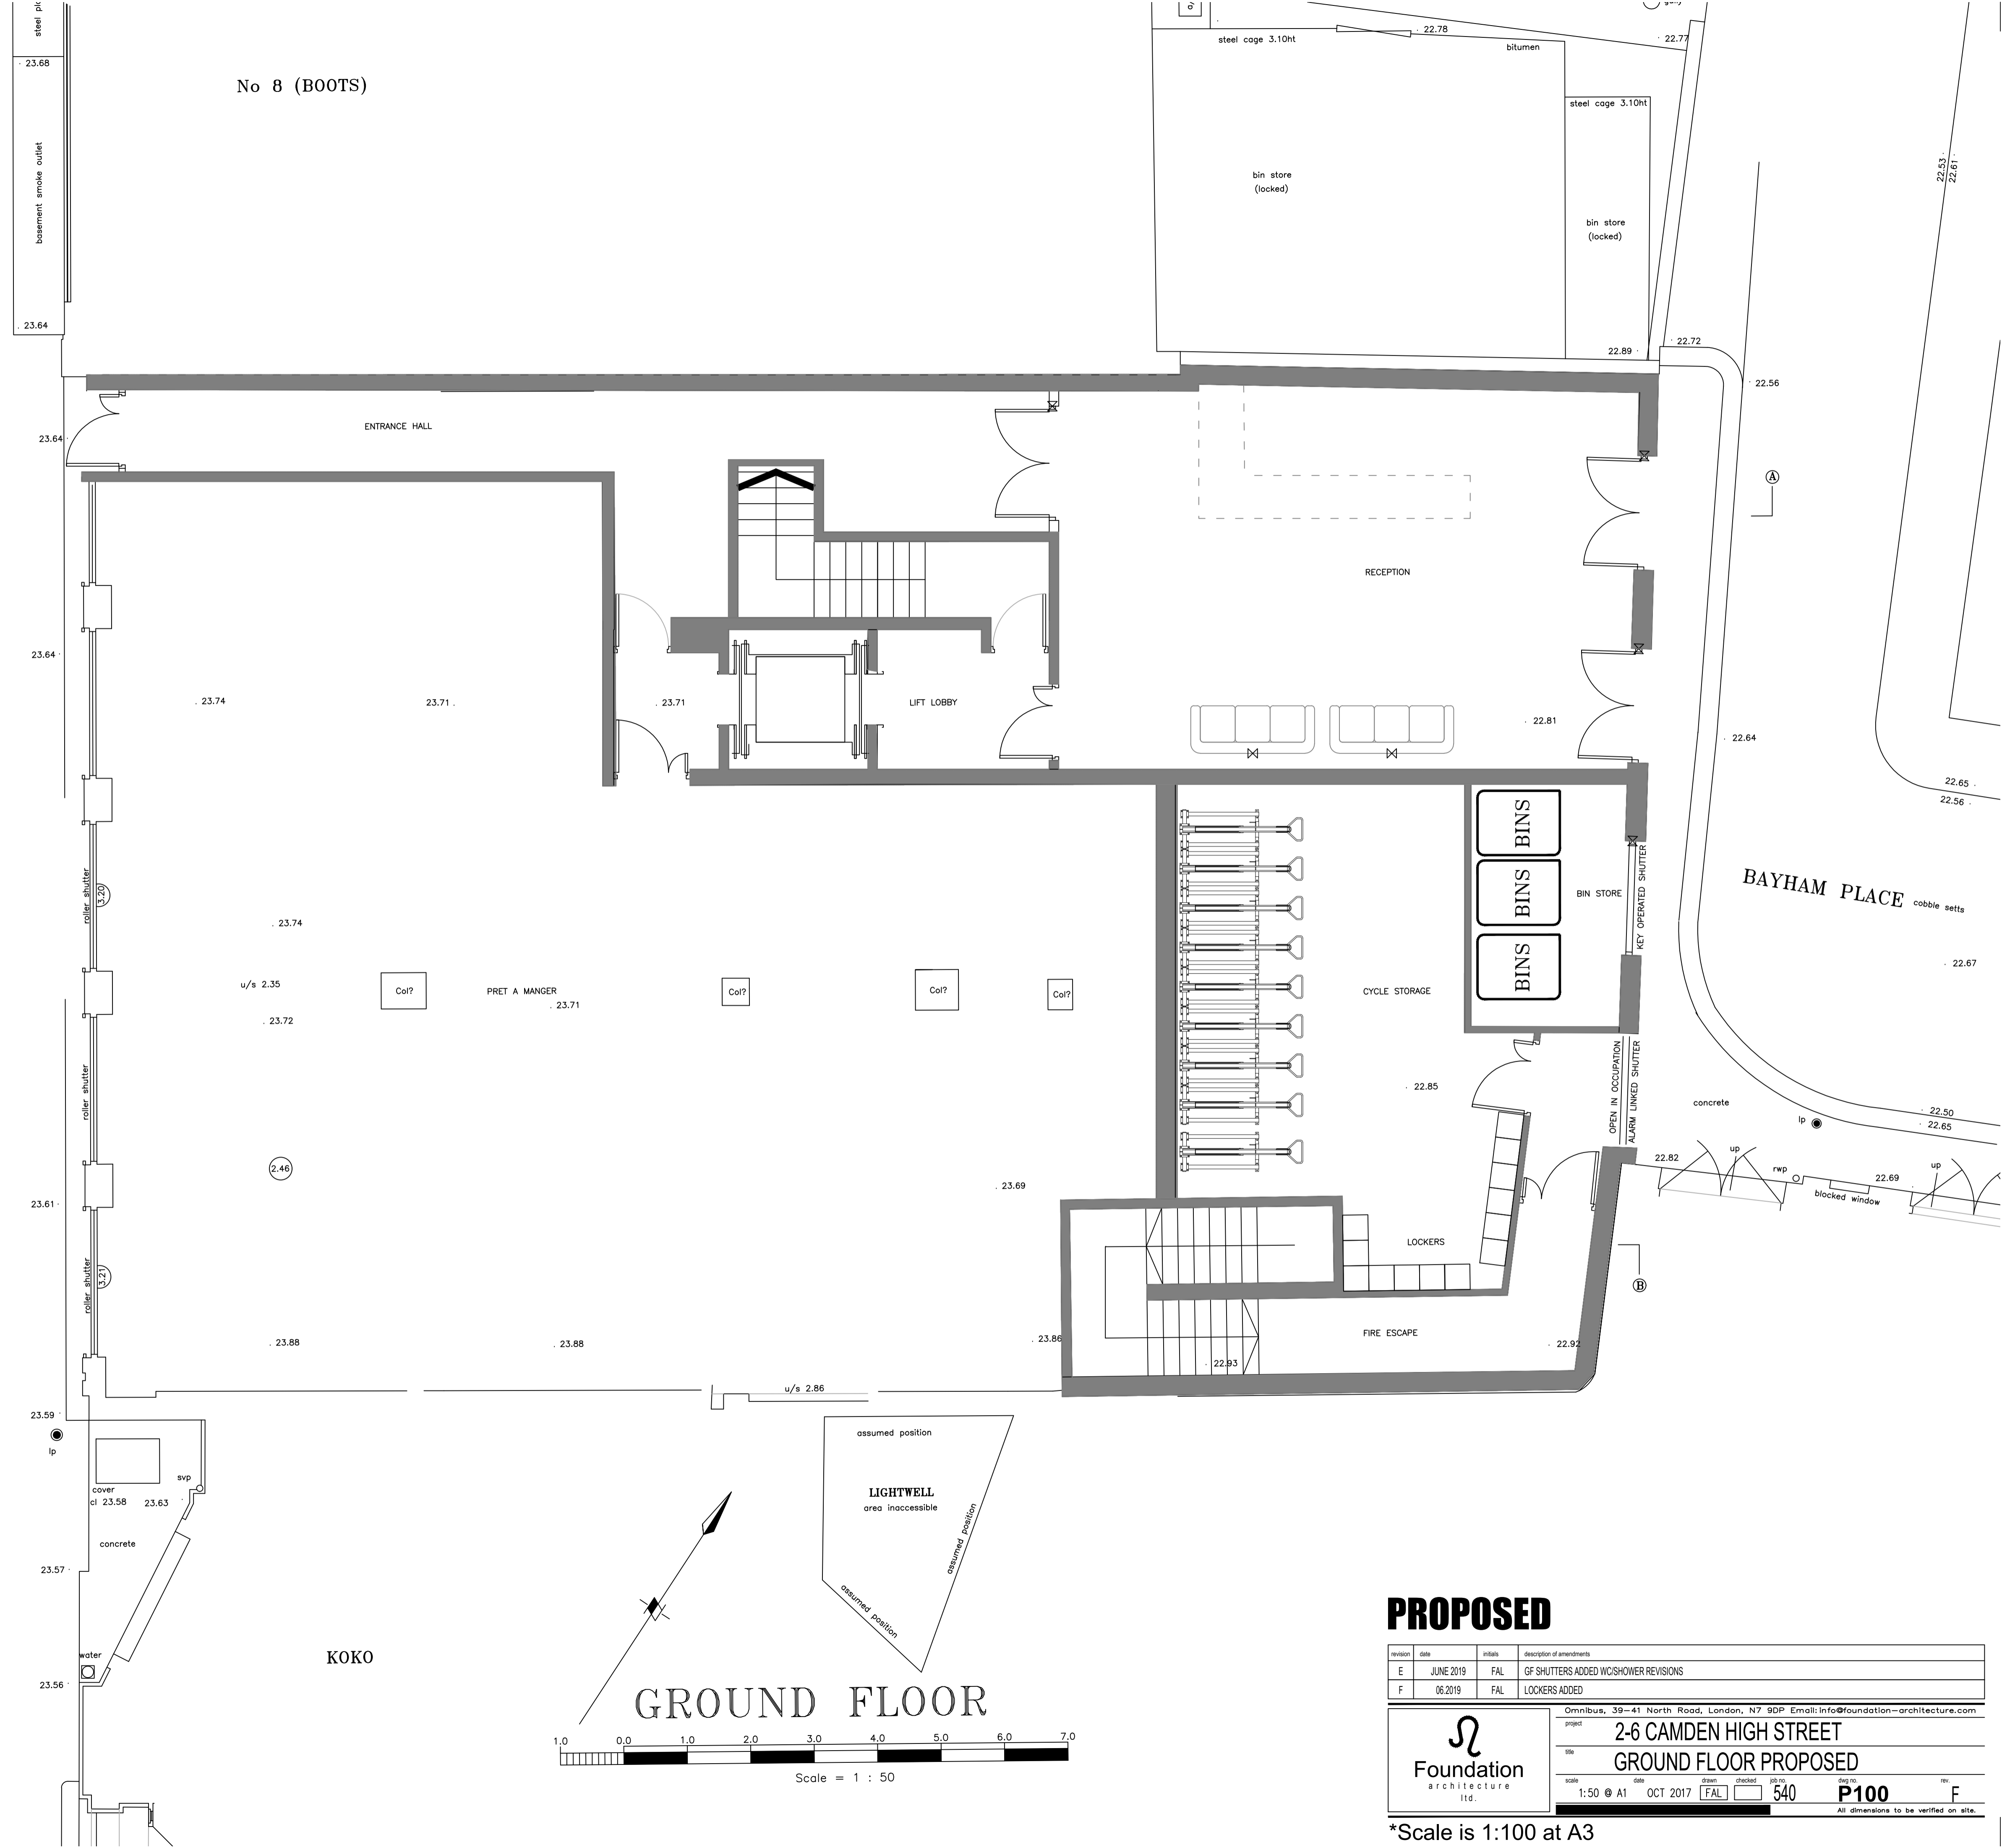 steel
23.68
No 8 (BOOTS)
basement smoke outlet
23.64
steel cage 3.10ht
22.78
bitumen
22.77
steel cage 3.10ht
bin store
(locked)
bin store
(locked)
22.53
22.61
22.89
22.72
22.56
23.64
ENTRANCE HALL
A
RECEPTION
23.64
23.74
23.71
23.71
LIFT LOBBY
22.81
22.64
22.65
22.56
roller shutter
3.20
23.74
BINS
BINS
BINS
BIN STORE
KEY OPERATED SHUTTER
BAYHAM PLACE
cobble setts
22.67
u/s 2.35
Col?
PRET A MANGER
23.71
Col?
Col?
Col?
CYCLE STORAGE
23.72
roller shutter
22.85
OPEN IN OCCUPATION
ALARM LINKED SHUTTER
concrete
lp
22.50
22.65
2.46
23.69
22.82
up
rwp
22.69
up
blocked window
23.61
roller shutter
3.21
LOCKERS
B
23.88
23.88
23.86
22.93
FIRE ESCAPE
22.92
u/s 2.86
23.59
lp
cover
cl 23.58
23.63
svp
concrete
23.57
water
23.56
KOKO
assumed position
LIGHTWELL
area inaccessible
assumed position
assumed position
GROUND FLOOR
1.0 0.0 1.0 2.0 3.0 4.0 5.0 6.0 7.0
Scale = 1 : 50
PROPOSED
revision date initials description of amendments
E JUNE 2019 FAL GF SHUTTERS ADDED WC/SHOWER REVISIONS
F 06.2019 FAL LOCKERS ADDED
Omnibus, 39-41 North Road, London, N7 9DP Email:info@foundation-architecture.com
Foundation
architecture
ltd.
project
2-6 CAMDEN HIGH STREET
title
GROUND FLOOR PROPOSED
scale date drawn checked job no. dwg no. rev.
1:50 @ A1 OCT 2017 FAL 540 P100 F
All dimensions to be verified on site.
*Scale is 1:100 at A3